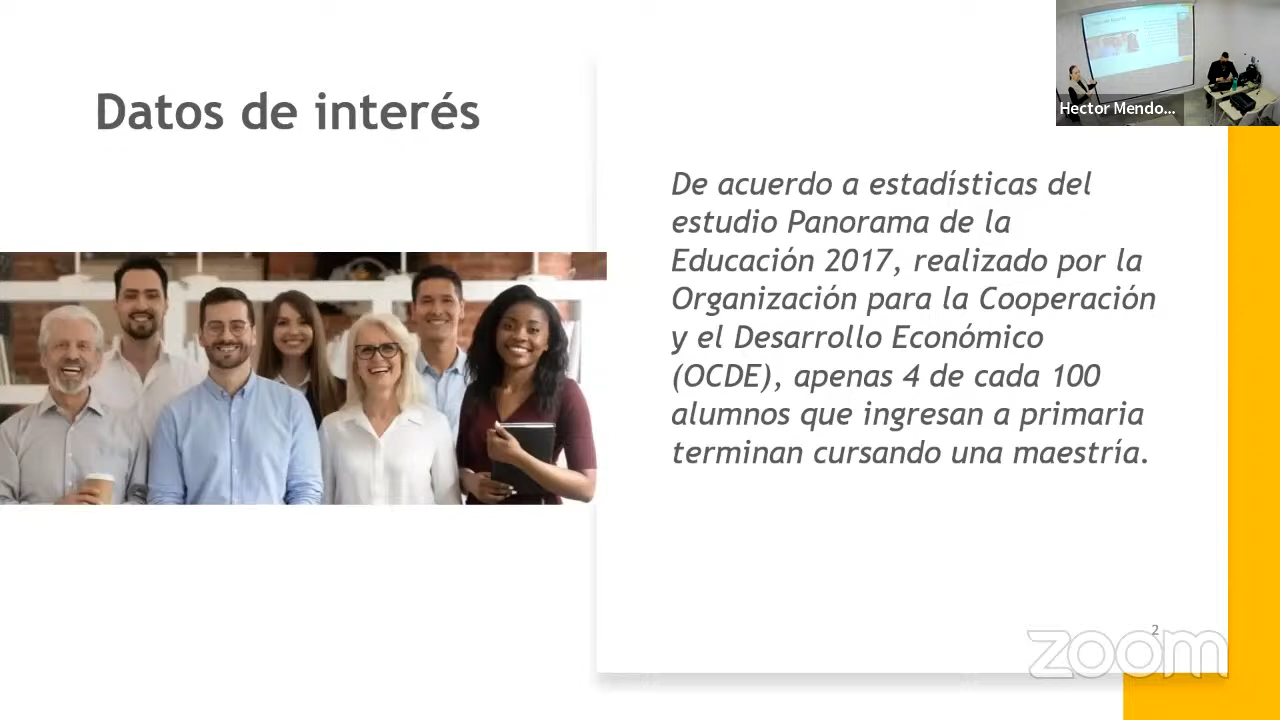 Datos de interés
Hector Mendo...
De acuerdo a estadísticas del
estudio Panorama de la
Educación 2017, realizado por la
Organización para la Cooperación
y el Desarrollo Económico
(OCDE), apenas 4 de cada 100
alumnos que ingresan a primaria
terminan cursando una maestría.
2
zoom